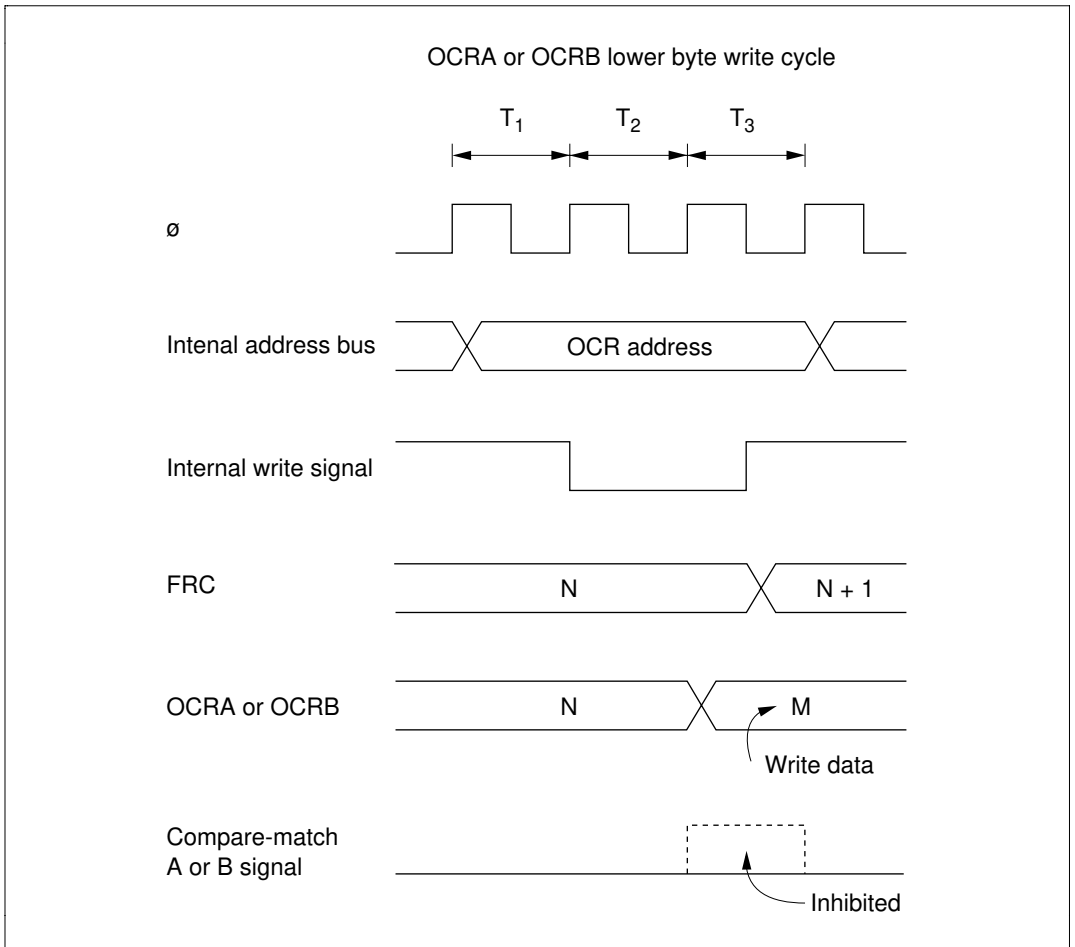 OCRA or OCRB lower byte write cycle
T1 T2 T3
ø
Intenal address bus
OCR address
Internal write signal
FRC
N
N + 1
OCRA or OCRB
N
M
Write data
Compare-match
A or B signal
Inhibited